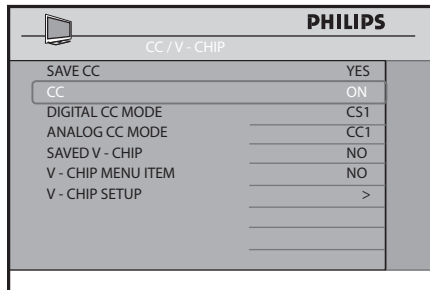 PHILIPS
CC / V - CHIP
SAVE CC YES
CC ON
DIGITAL CC MODE CS1
ANALOG CC MODE CC1
SAVED V - CHIP NO
V - CHIP MENU ITEM NO
V - CHIP SETUP >